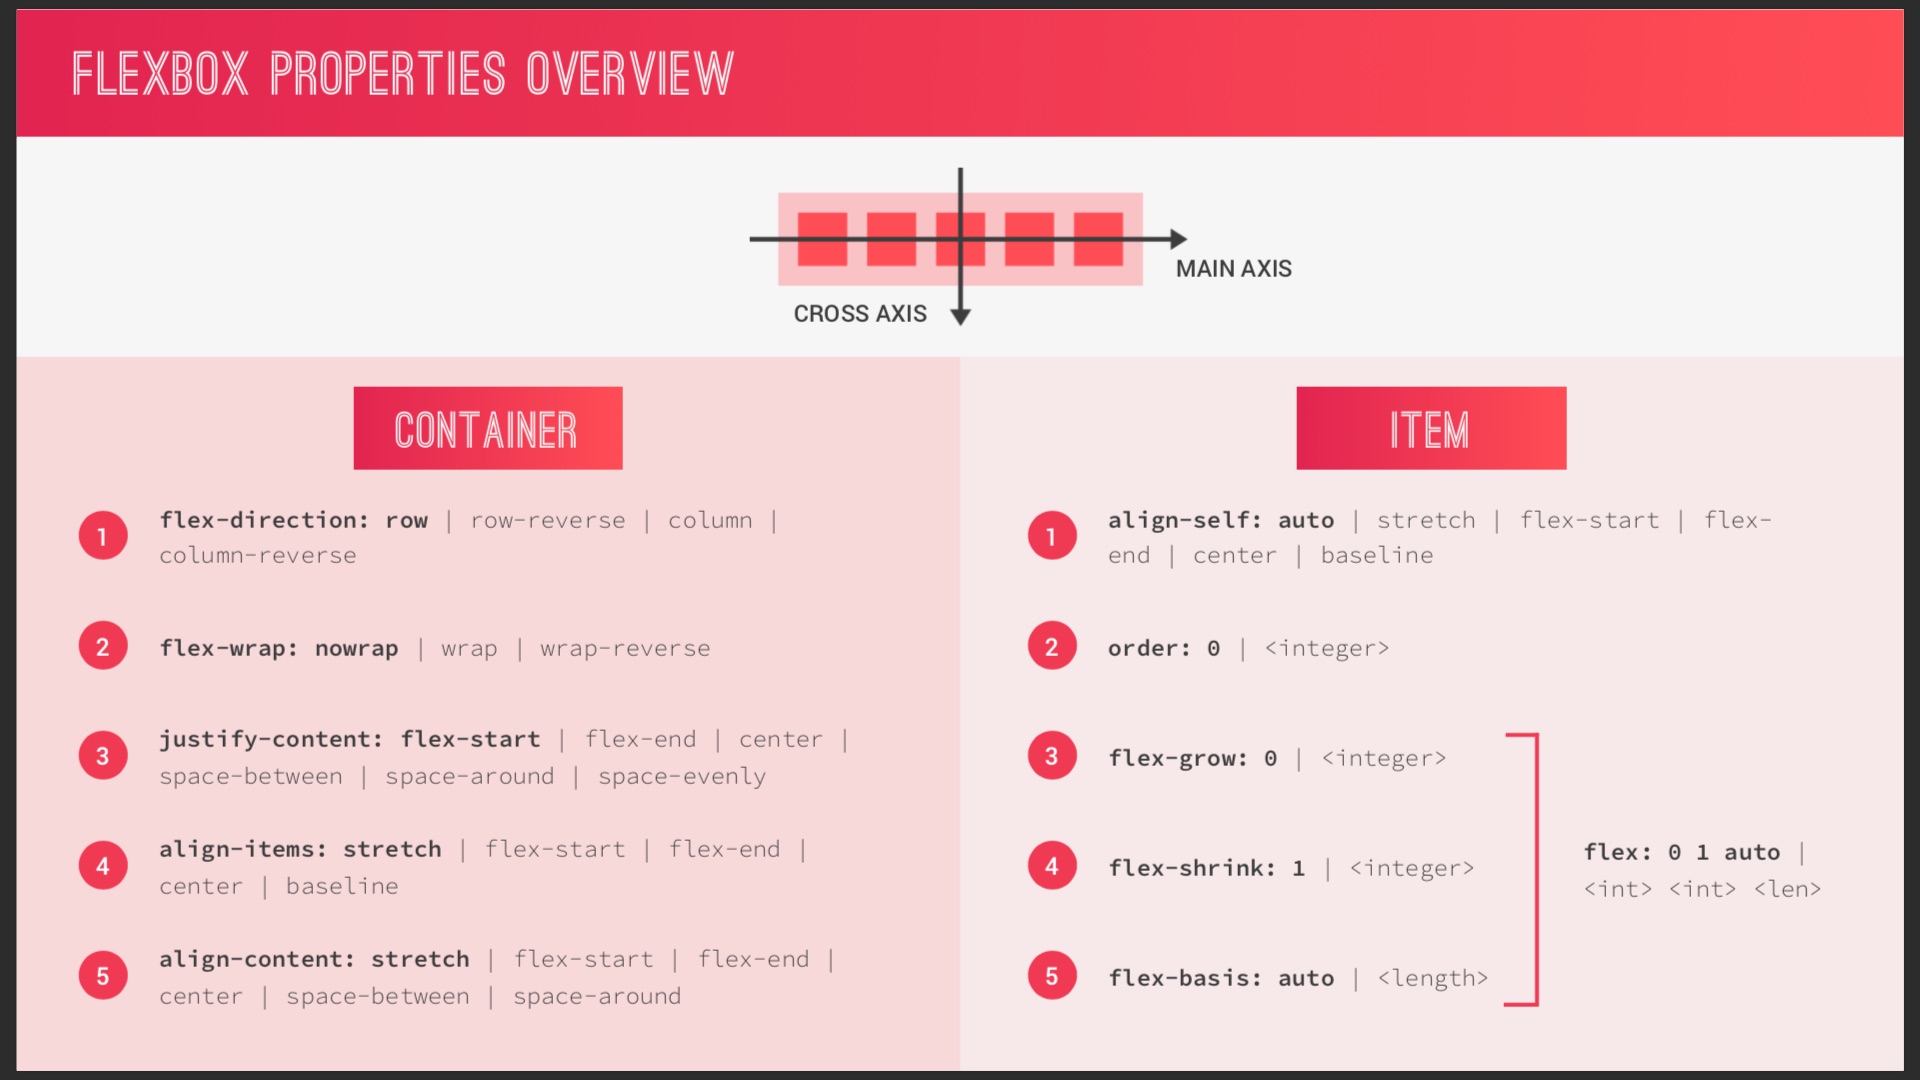 FLEXBOX PROPERTIES OVERVIEW
MAIN AXIS
CROSS AXIS
CONTAINER
1
flex-direction: row | row-reverse | column |
column-reverse
2
flex-wrap: nowrap | wrap | wrap-reverse
3
justify-content: flex-start | flex-end | center |
space-between | space-around | space-evenly
4
align-items: stretch | flex-start | flex-end |
center | baseline
5
align-content: stretch | flex-start | flex-end |
center | space-between | space-around
ITEM
1
align-self: auto | stretch | flex-start | flex-
end | center | baseline
2
order: 0 | <integer>
3
flex-grow: 0 | <integer>
4
flex-shrink: 1 | <integer>
5
flex-basis: auto | <length>
flex: 0 1 auto |
<int> <int> <len>